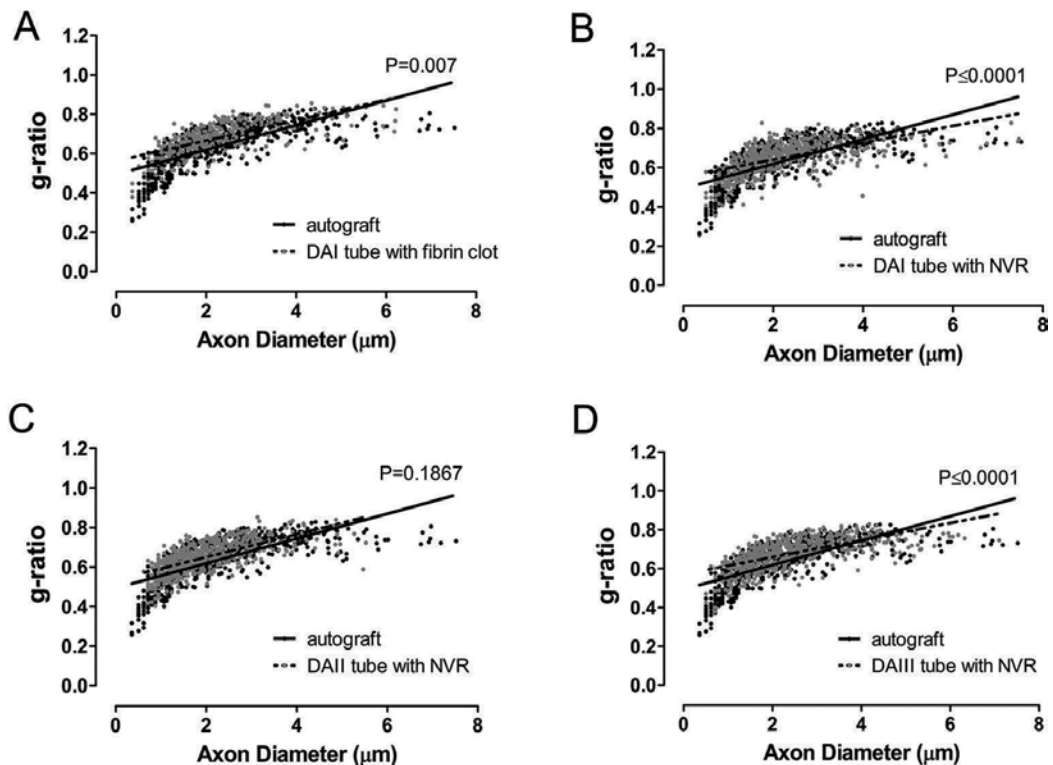 A
1.2
1.0
0.8
0.6
0.4
0.2
0.0
g-ratio
P=0.007
autograft
DAI tube with fibrin clot
0 2 4 6 8
Axon Diameter (μm)
B
1.2
1.0
0.8
0.6
0.4
0.2
0.0
g-ratio
P≤0.0001
autograft
DAI tube with NVR
0 2 4 6 8
Axon Diameter (μm)
C
1.2
1.0
0.8
0.6
0.4
0.2
0.0
g-ratio
P=0.1867
autograft
DAII tube with NVR
0 2 4 6 8
Axon Diameter (μm)
D
1.2
1.0
0.8
0.6
0.4
0.2
0.0
g-ratio
P≤0.0001
autograft
DAIII tube with NVR
0 2 4 6 8
Axon Diameter (μm)